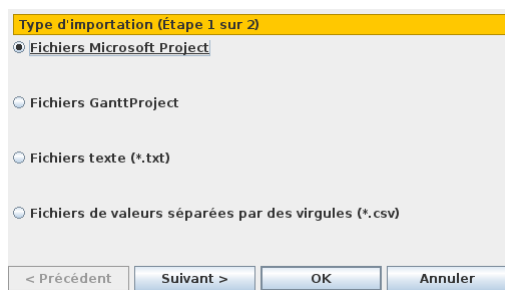 Type d'importation (Étape 1 sur 2)
Fichiers Microsoft Project
Fichiers GanttProject
Fichiers texte (*.txt)
Fichiers de valeurs séparées par des virgules (*.csv)
< Précédent Suivant > OK Annuler